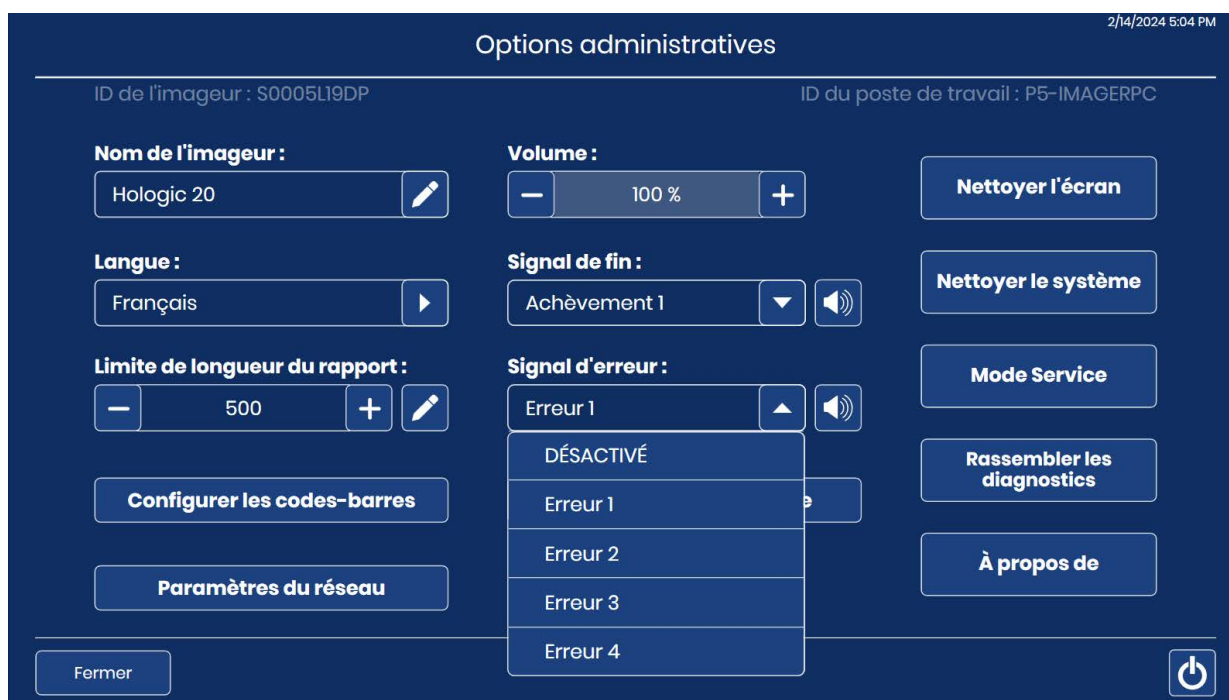 2/14/2024 5:04 PM
Options administratives
ID de l'imageur : S0005L19DP
ID du poste de travail : P5-IMAGERPC
Nom de l'imageur :
Hologic 20
Volume :
100 %
Nettoyer l'écran
Langue :
Français
Signal de fin :
Achèvement 1
Nettoyer le système
Limite de longueur du rapport :
500
Signal d'erreur :
Erreur 1
Mode Service
DÉSACTIVÉ
Erreur 1
Erreur 2
Erreur 3
Erreur 4
Configurer les codes-barres
Rassembler les
diagnostics
Paramètres du réseau
À propos de
Fermer